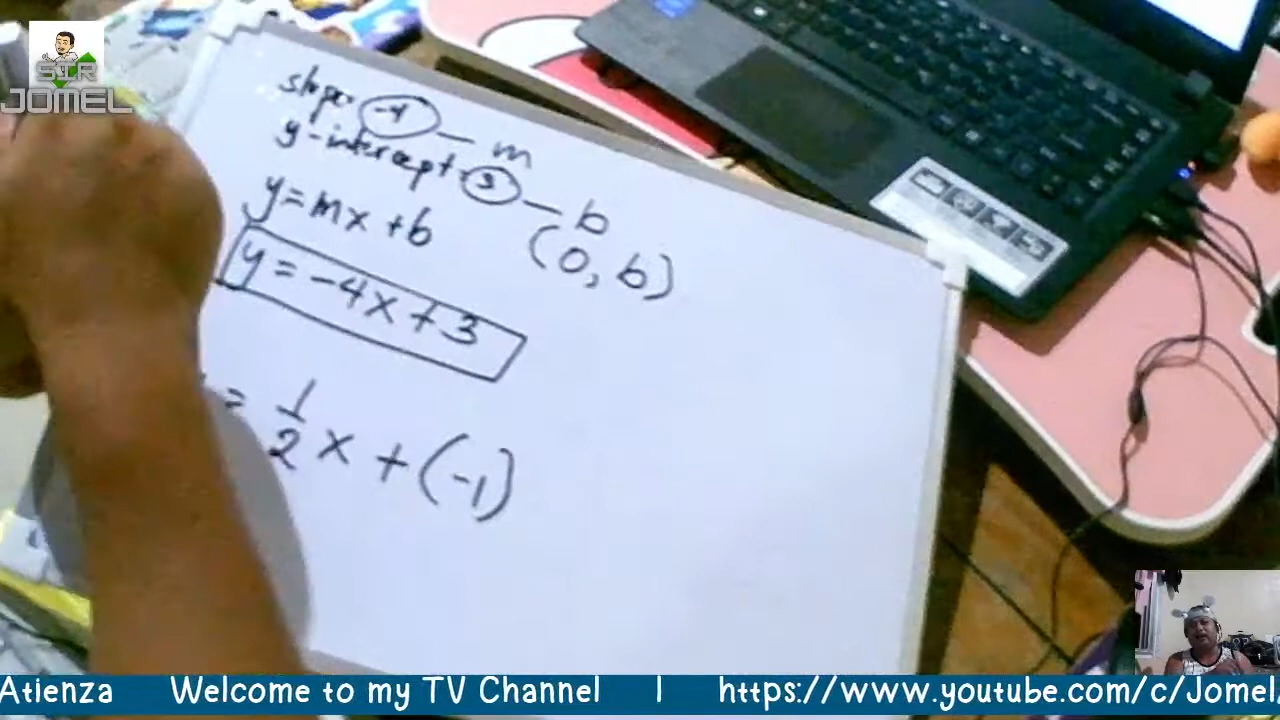 SIR
JOMEL
slope: -4 — m
y-intercept: 3 — b
(0, b)
y = mx + b
y = -4x + 3
= 1/2 x + (-1)
Atienza Welcome to my TV Channel | https://www.youtube.com/c/Jomel